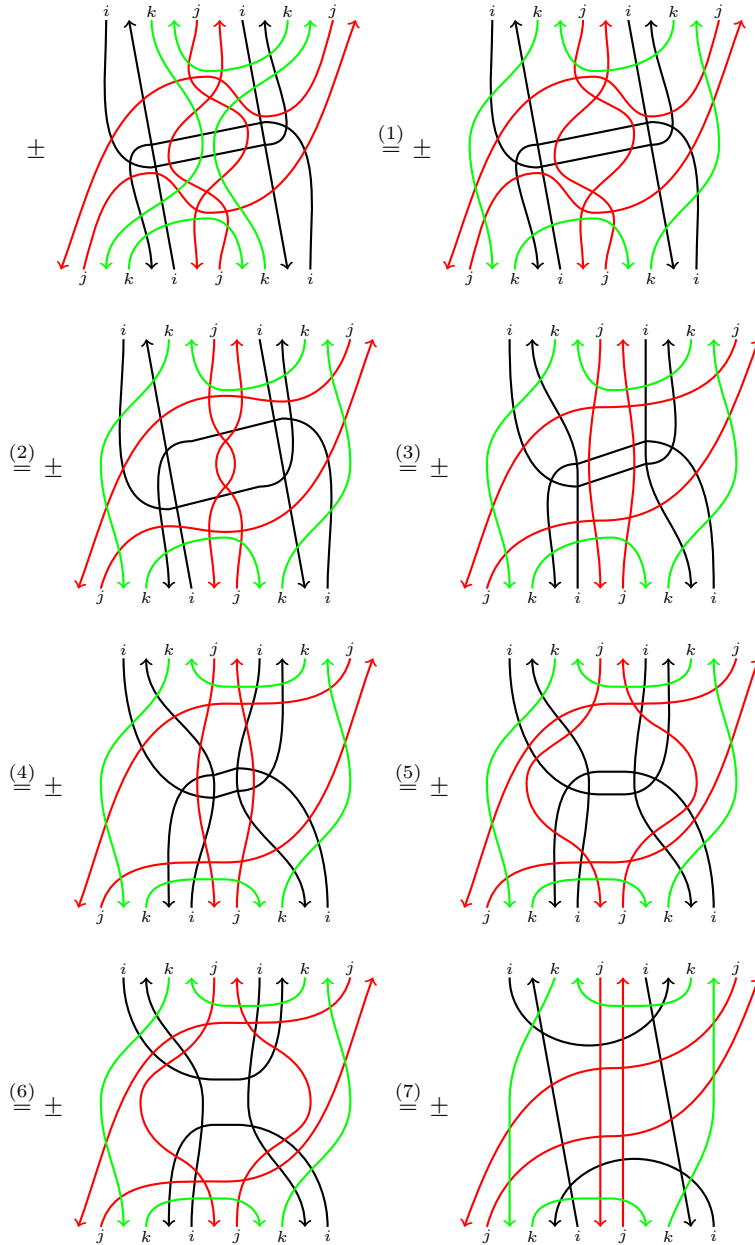 i k j i k j i k j i k j
± (1) = ±
j k i j k i j k i j k i
i k j i k j i k j i k j
(2) = ± (3) = ±
j k i j k i j k i j k i
i k j i k j i k j i k j
(4) = ± (5) = ±
j k i j k i j k i j k i
i k j i k j i k j i k j
(6) = ± (7) = ±
j k i j k i j k i j k i